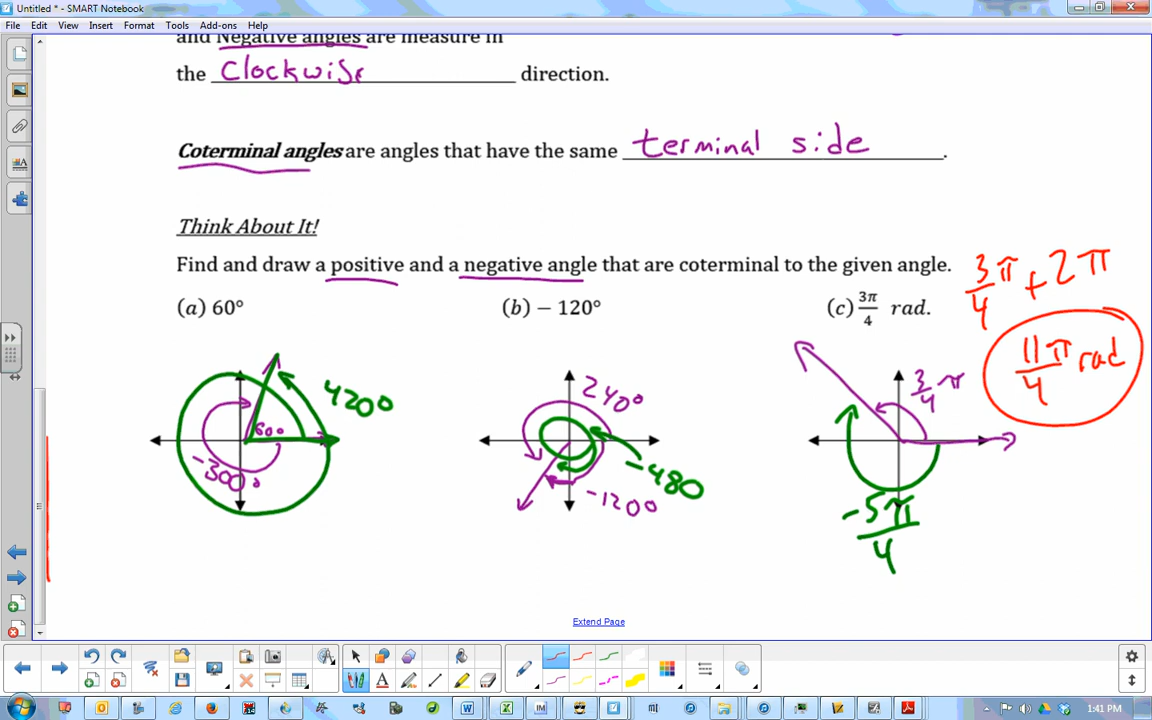 Untitled * - SMART Notebook
File Edit View Insert Format Tools Add-ons Help
and Negative angles are measure in
the Clockwise direction.
Coterminal angles are angles that have the same terminal side.
Think About It!
Find and draw a positive and a negative angle that are coterminal to the given angle.
3/4 π + 2π
(a) 60° (b) − 120° (c) 3π/4 rad.
11π/4 rad
420° 240° 3/4 π
60°
-300° -480
-120°
-5π/4
Extend Page
1:41 PM